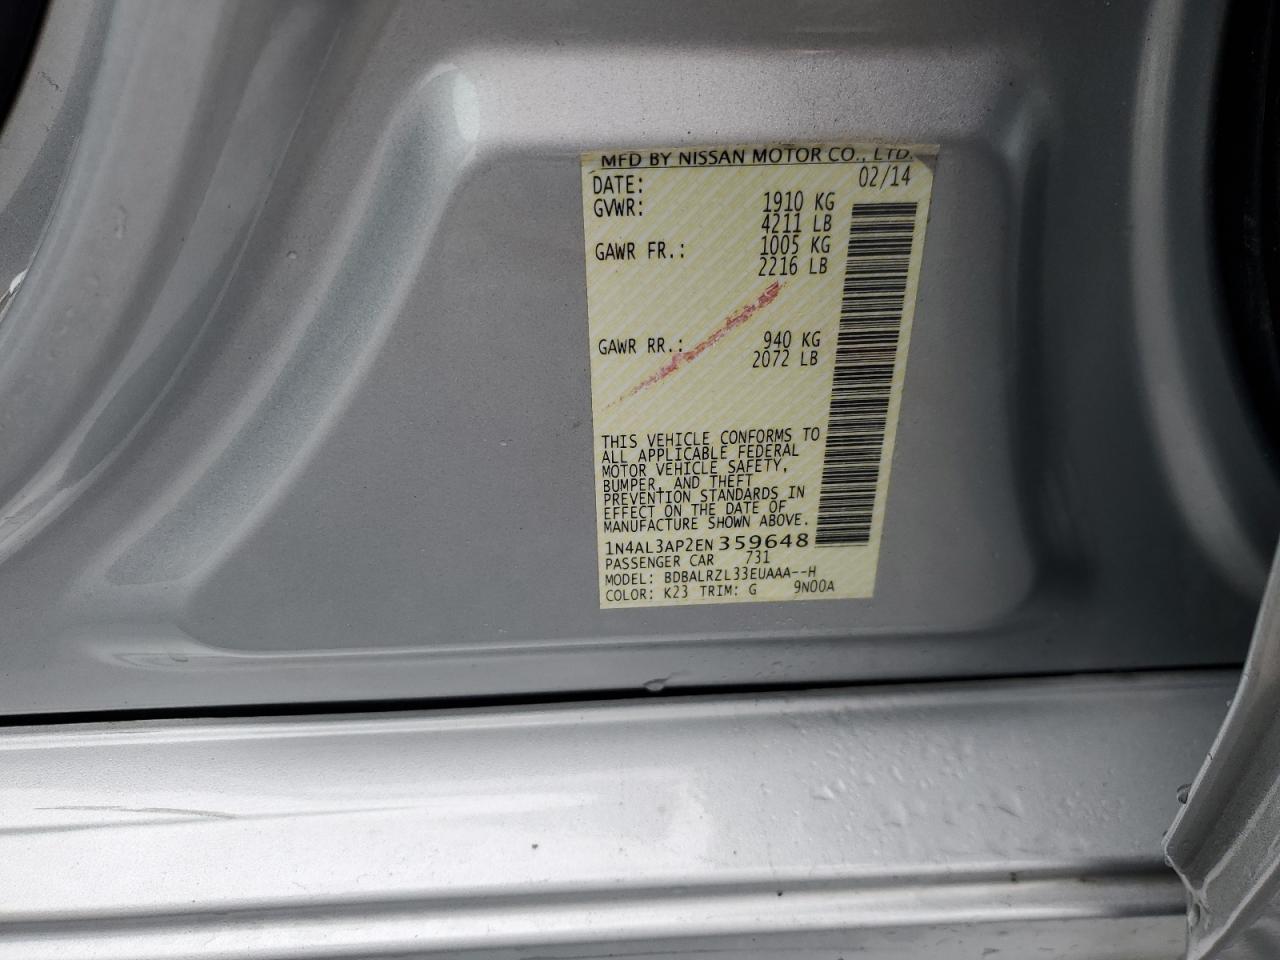 MFD BY NISSAN MOTOR CO., LTD.
DATE: 02/14
GVWR: 1910 KG
4211 LB
GAWR FR.: 1005 KG
2216 LB
GAWR RR.: 940 KG
2072 LB
THIS VEHICLE CONFORMS TO
ALL APPLICABLE FEDERAL
MOTOR VEHICLE SAFETY,
BUMPER, AND THEFT
PREVENTION STANDARDS IN
EFFECT ON THE DATE OF
MANUFACTURE SHOWN ABOVE.
1N4AL3AP2EN359648
PASSENGER CAR 731
MODEL: BDBALRZL33EUAAA--H
COLOR: K23 TRIM: G 9N00A